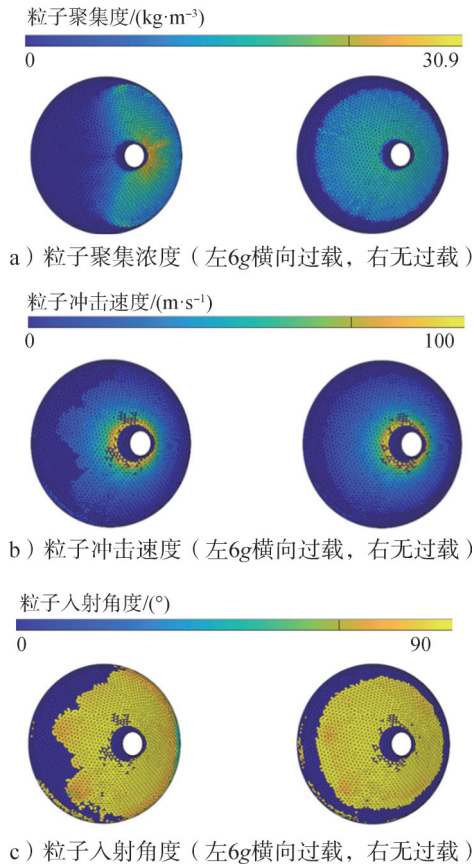 粒子聚集度/(kg·m⁻³)
0 30.9
a）粒子聚集浓度（左6g横向过载，右无过载）
粒子冲击速度/(m·s⁻¹)
0 100
b）粒子冲击速度（左6g横向过载，右无过载）
粒子入射角度/(°)
0 90
c）粒子入射角度（左6g横向过载，右无过载）